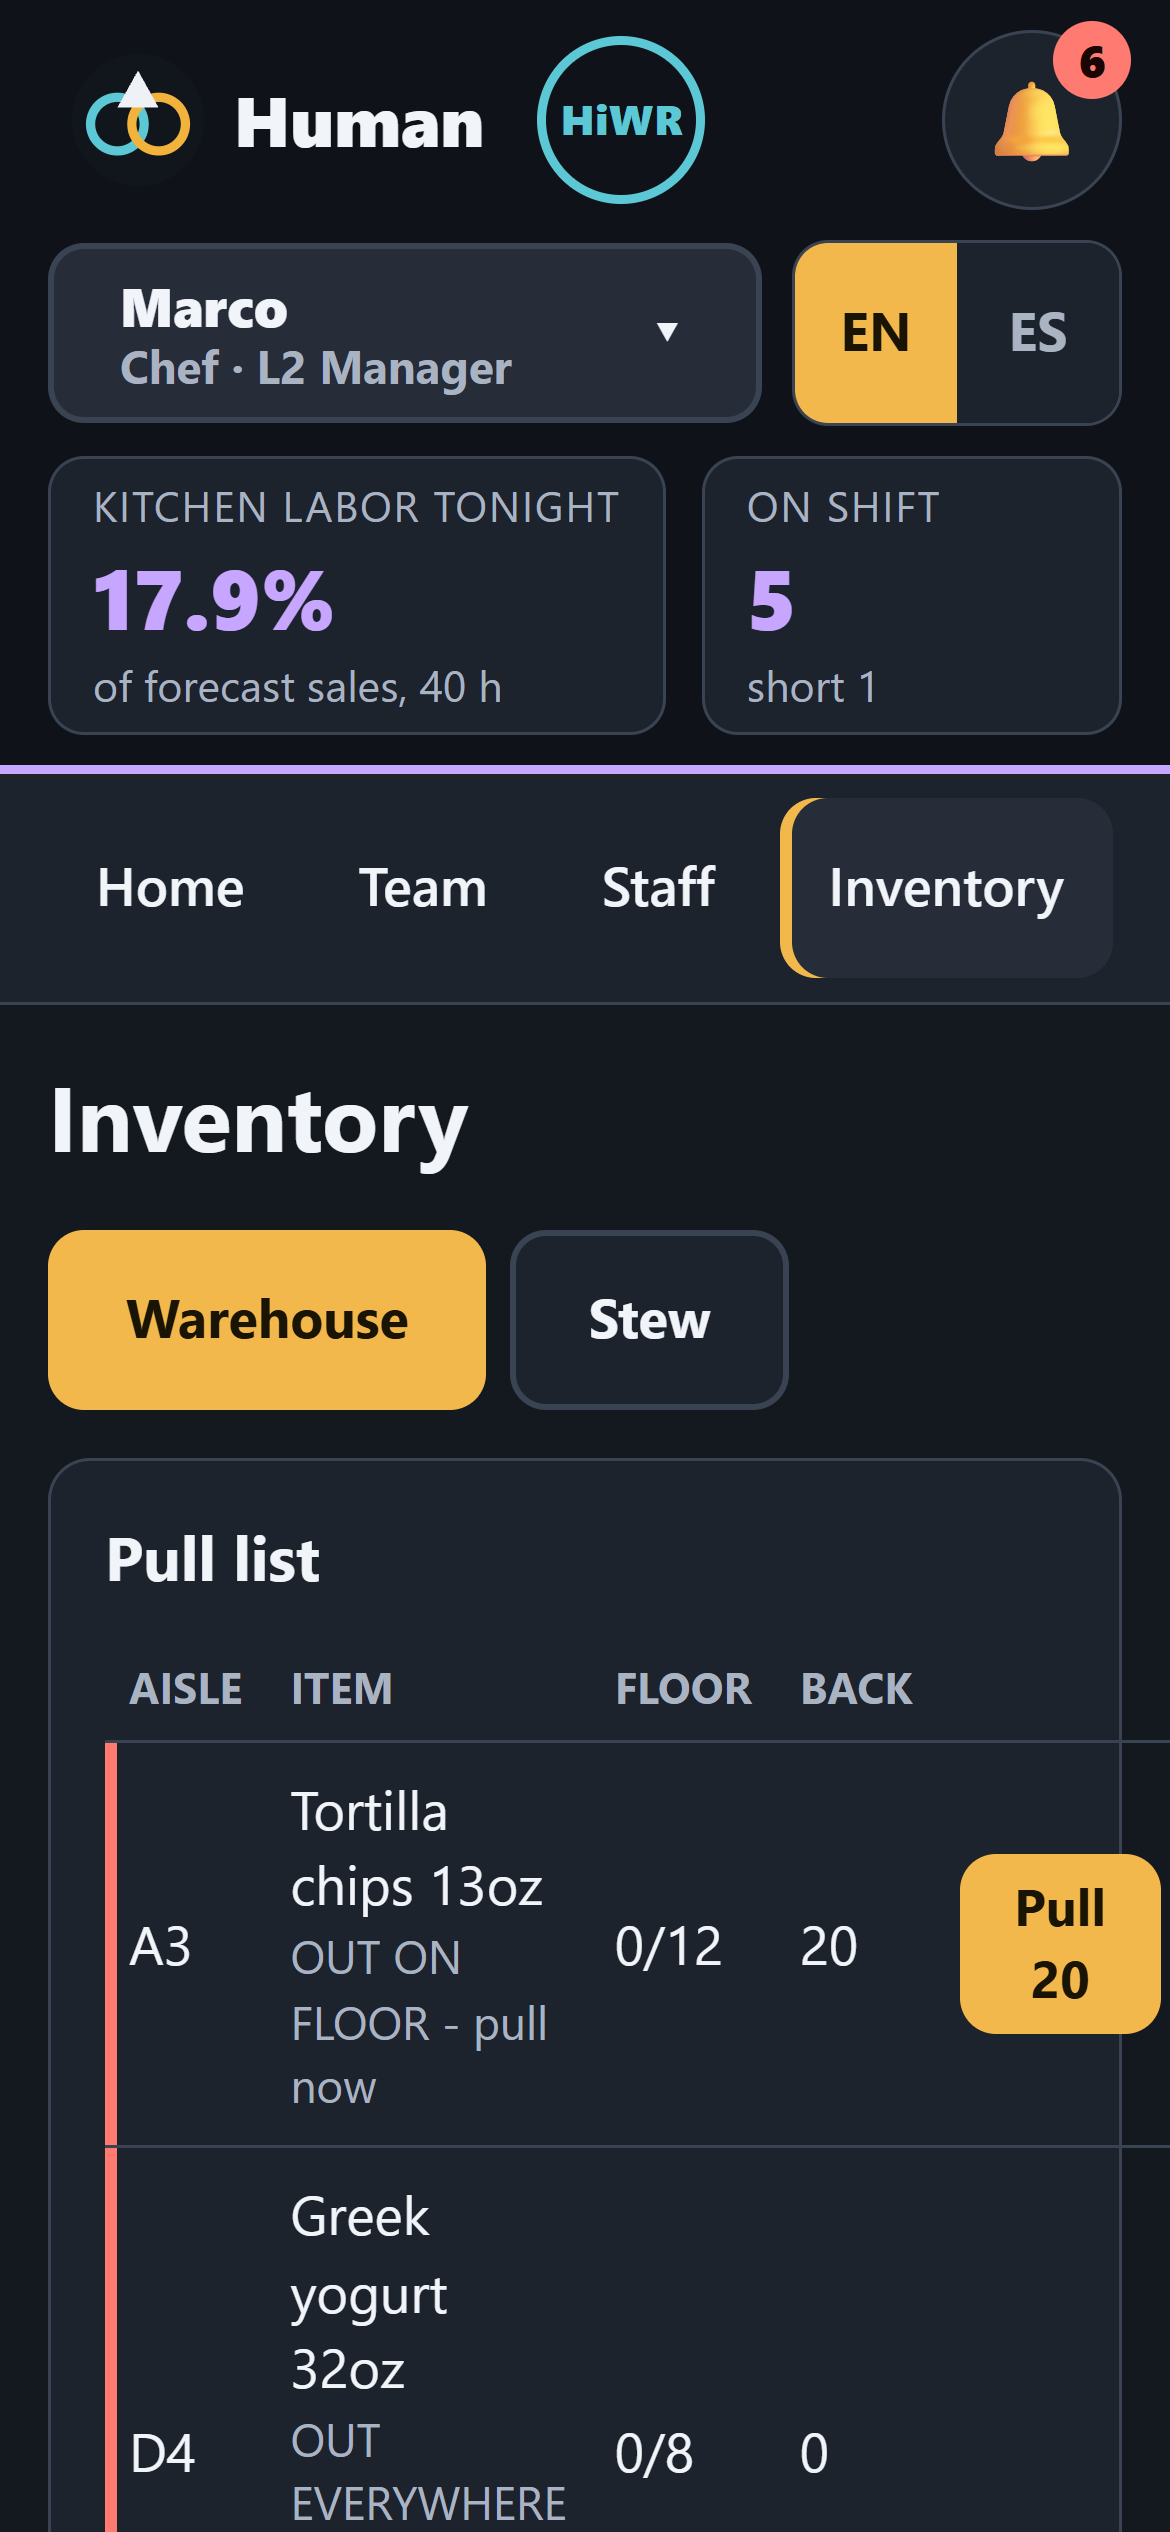 Human
HiWR
6
Marco
Chef · L2 Manager
EN
ES
KITCHEN LABOR TONIGHT
17.9%
of forecast sales, 40 h
ON SHIFT
5
short 1
Home
Team
Staff
Inventory
Inventory
Warehouse
Stew
Pull list
AISLE ITEM FLOOR BACK
Tortilla
chips 13oz
OUT ON
FLOOR - pull
now
A3
0/12
20
Pull
20
Greek
yogurt
32oz
OUT
EVERYWHERE
D4
0/8
0